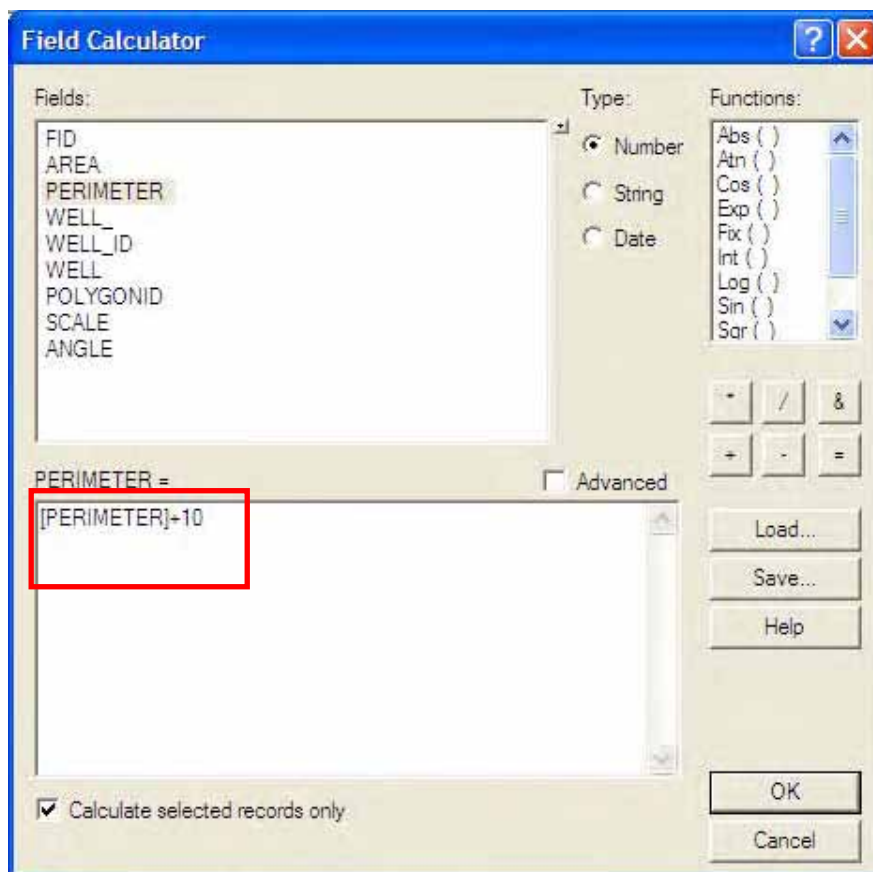 Field Calculator
Fields:
Type:
Functions:
FID
AREA
PERIMETER
WELL_
WELL_ID
WELL
POLYGONID
SCALE
ANGLE
Number
String
Date
Abs ( )
Atn ( )
Cos ( )
Exp ( )
Fix ( )
Int ( )
Log ( )
Sin ( )
Sqr ( )
* / &
+ - =
PERIMETER =
Advanced
[PERIMETER]+10
Load...
Save...
Help
Calculate selected records only
OK
Cancel